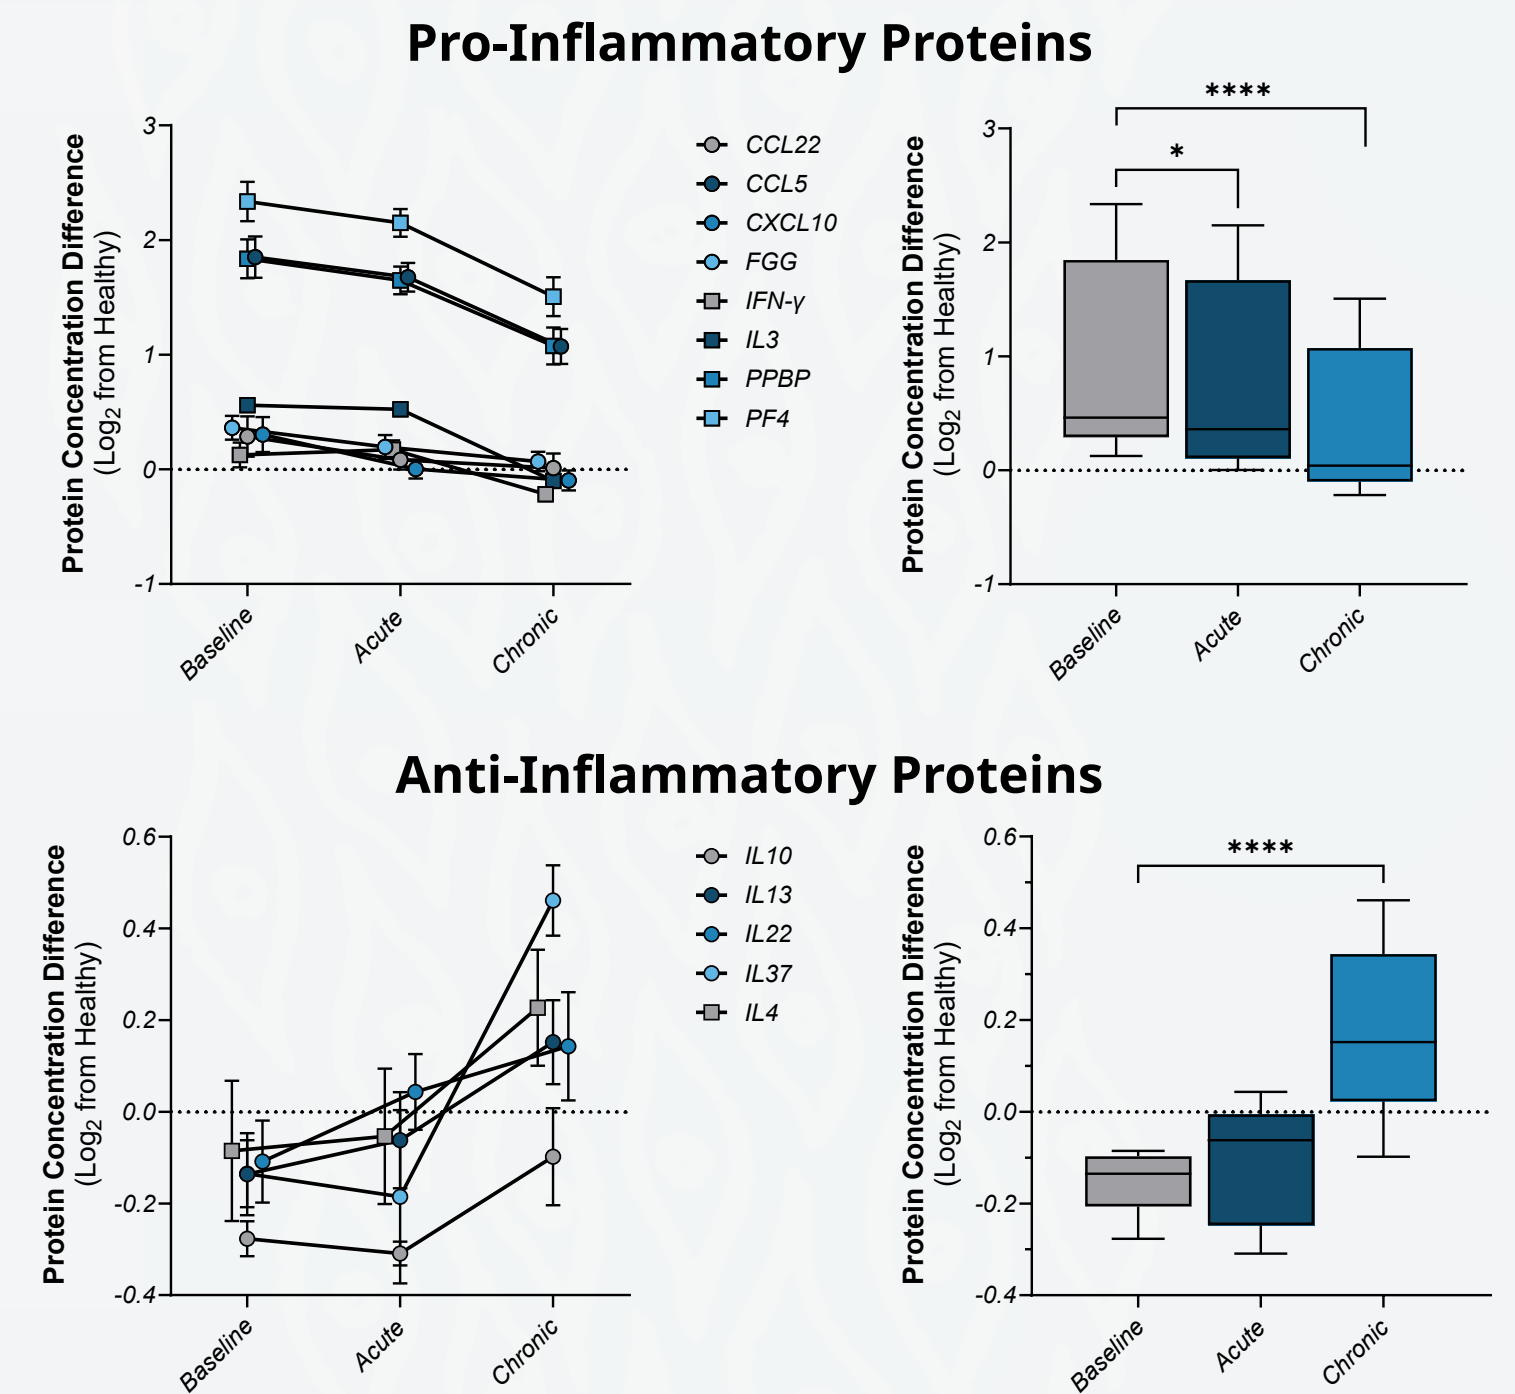 Pro-Inflammatory Proteins
Protein Concentration Difference
(Log2 from Healthy)
3
2
1
0
-1
Baseline
Acute
Chronic
CCL22
CCL5
CXCL10
FGG
IFN-γ
IL3
PPBP
PF4
Protein Concentration Difference
(Log2 from Healthy)
3
2
1
0
-1
****
*
Baseline
Acute
Chronic
Anti-Inflammatory Proteins
Protein Concentration Difference
(Log2 from Healthy)
0.6
0.4
0.2
0.0
-0.2
-0.4
Baseline
Acute
Chronic
IL10
IL13
IL22
IL37
IL4
Protein Concentration Difference
(Log2 from Healthy)
0.6
0.4
0.2
0.0
-0.2
-0.4
****
Baseline
Acute
Chronic